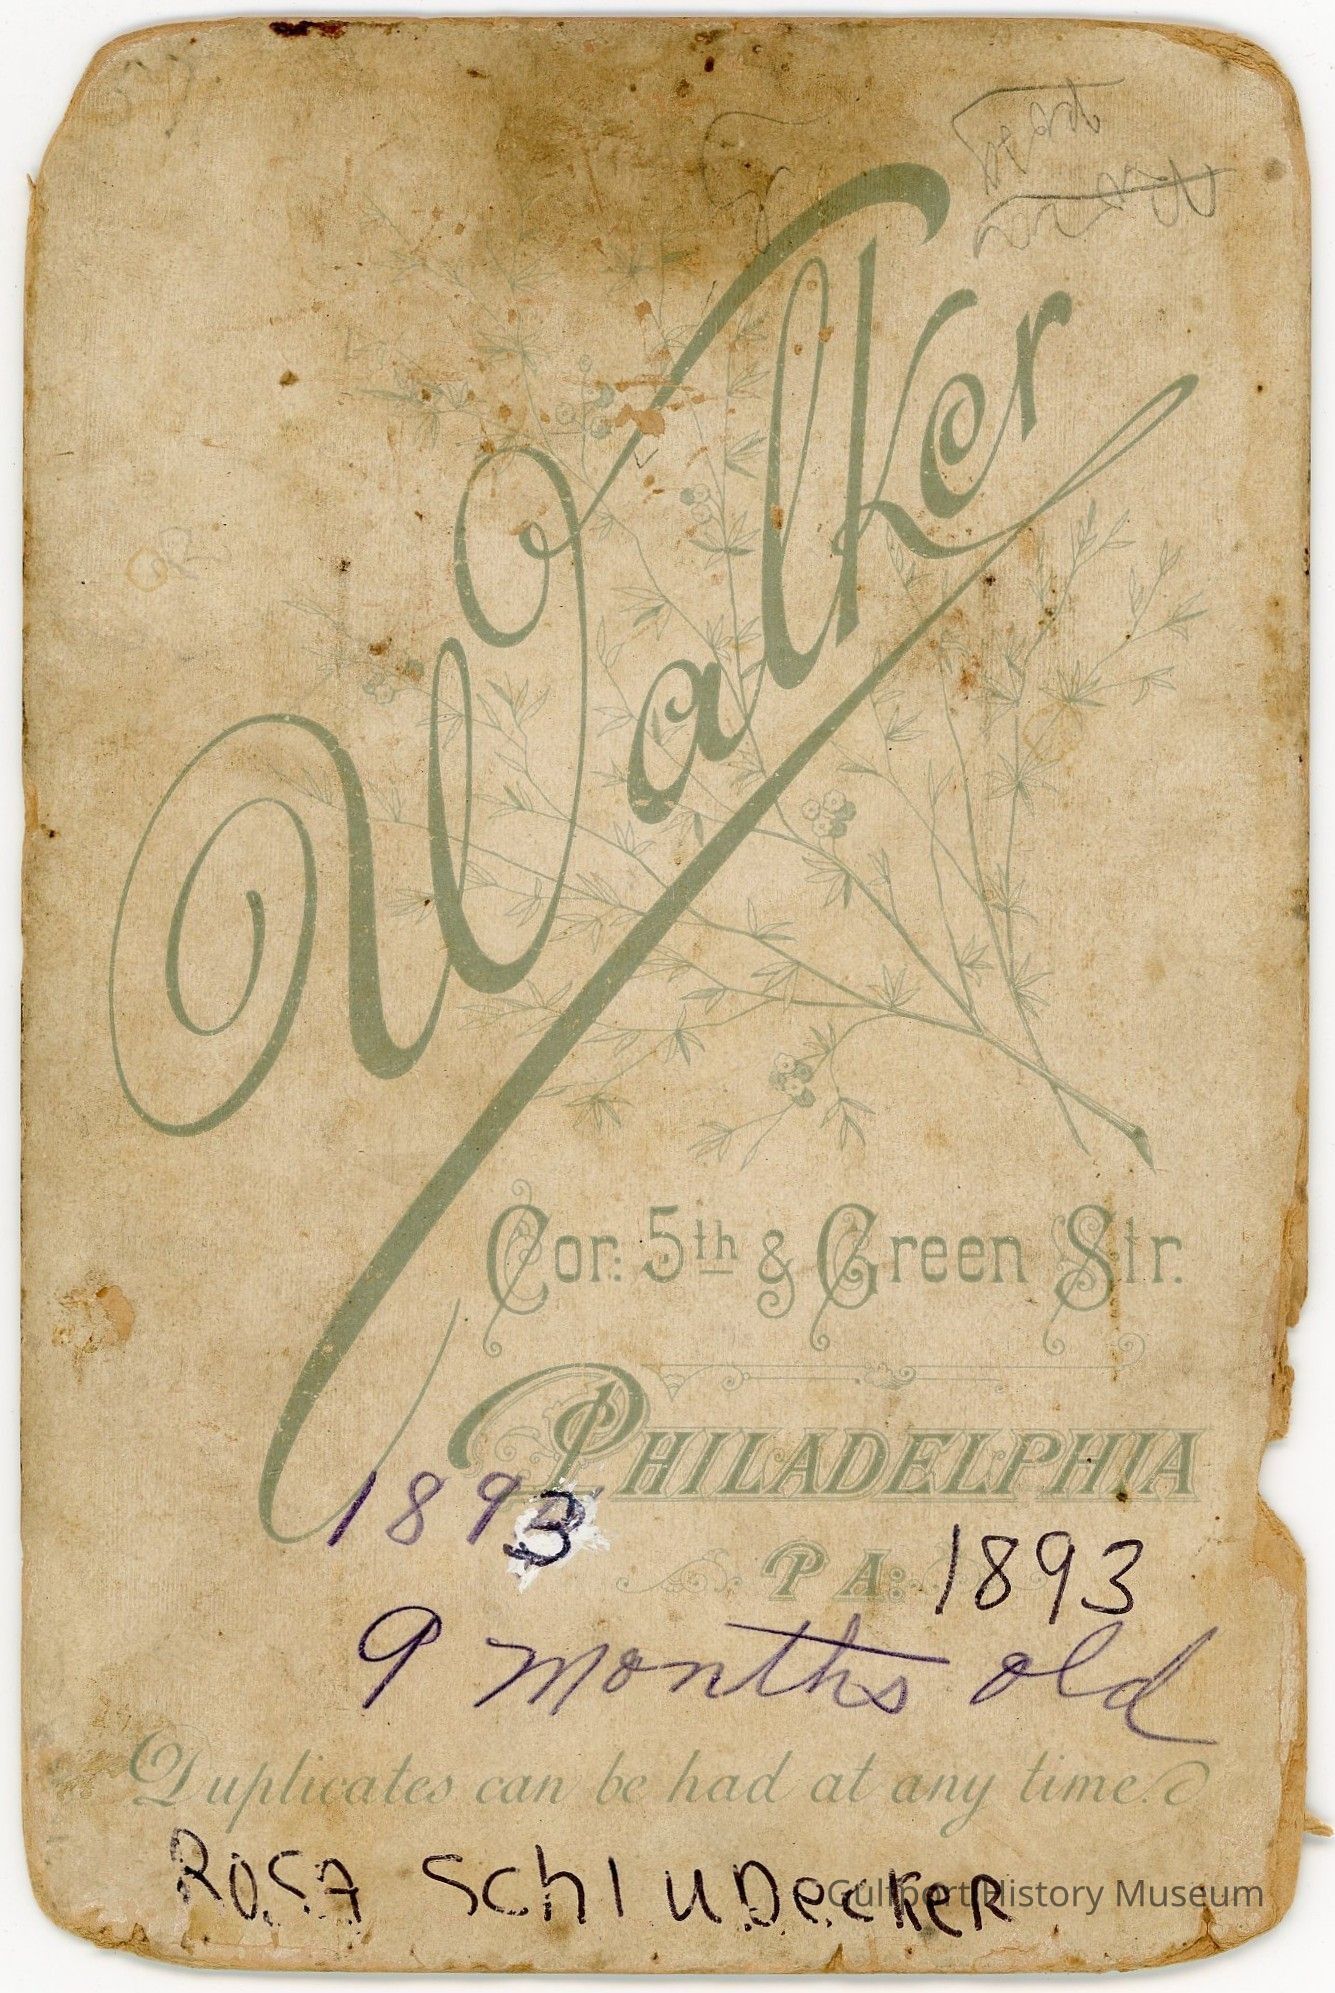 Walker
Cor: 5th & Green Str.
PHILADELPHIA
1893
PA: 1893
9 months old
Duplicates can be had at any time.
Rosa SchluDeckeR
Gulfport History Museum